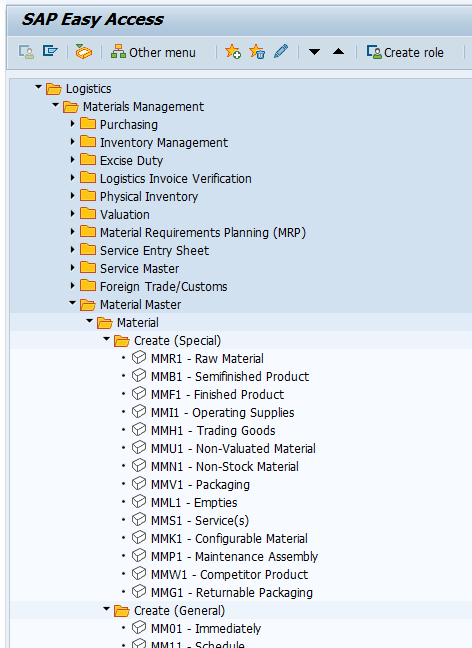 SAP Easy Access
Other menu Create role
Logistics
Materials Management
Purchasing
Inventory Management
Excise Duty
Logistics Invoice Verification
Physical Inventory
Valuation
Material Requirements Planning (MRP)
Service Entry Sheet
Service Master
Foreign Trade/Customs
Material Master
Material
Create (Special)
MMR1 - Raw Material
MMB1 - Semifinished Product
MMF1 - Finished Product
MMI1 - Operating Supplies
MMH1 - Trading Goods
MMU1 - Non-Valuated Material
MMN1 - Non-Stock Material
MMV1 - Packaging
MML1 - Empties
MMS1 - Service(s)
MMK1 - Configurable Material
MMP1 - Maintenance Assembly
MMW1 - Competitor Product
MMG1 - Returnable Packaging
Create (General)
MM01 - Immediately
MM11 - Schedule